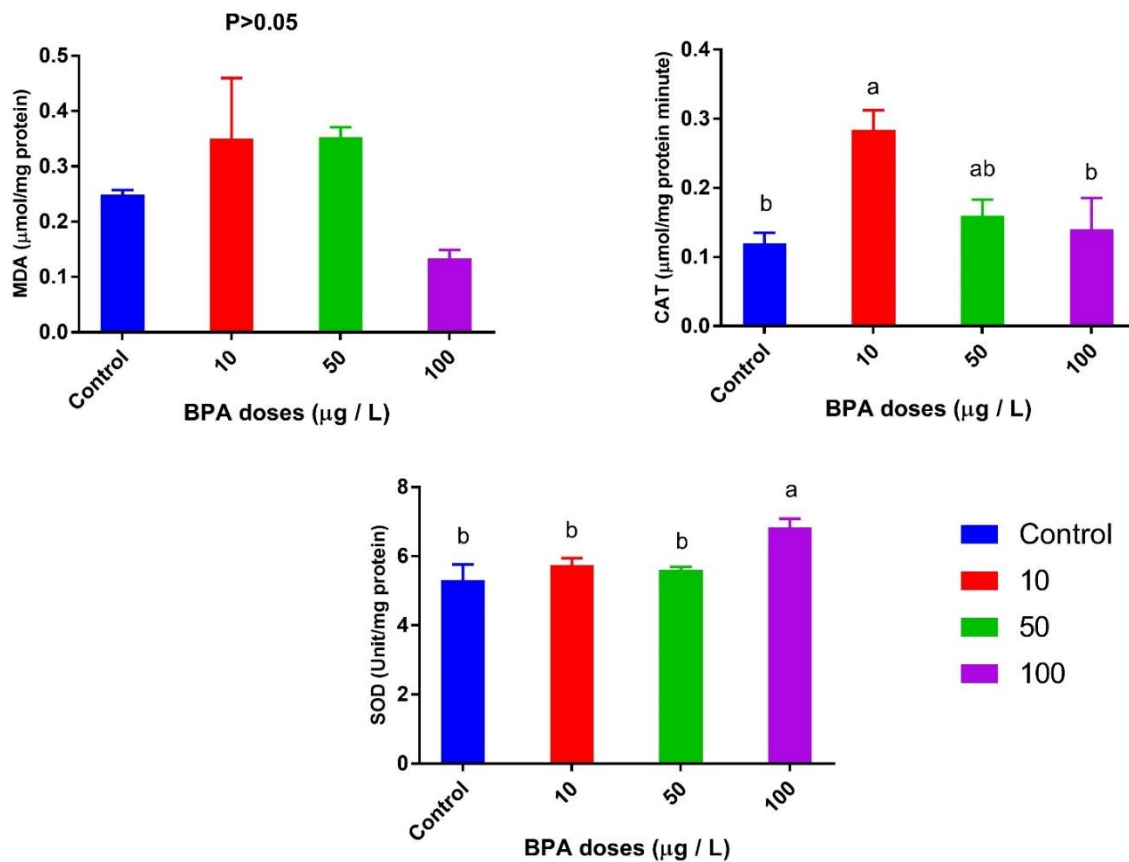 P>0.05
MDA (μmol/mg protein)
0.5
0.4
0.3
0.2
0.1
0.0
Control
10
50
100
BPA doses (μg / L)
CAT (μmol/mg protein minute)
0.4
0.3
0.2
0.1
0.0
b
a
ab
b
Control
10
50
100
BPA doses (μg / L)
SOD (Unit/mg protein)
8
6
4
2
0
b
b
b
a
Control
10
50
100
BPA doses (μg / L)
Control
10
50
100